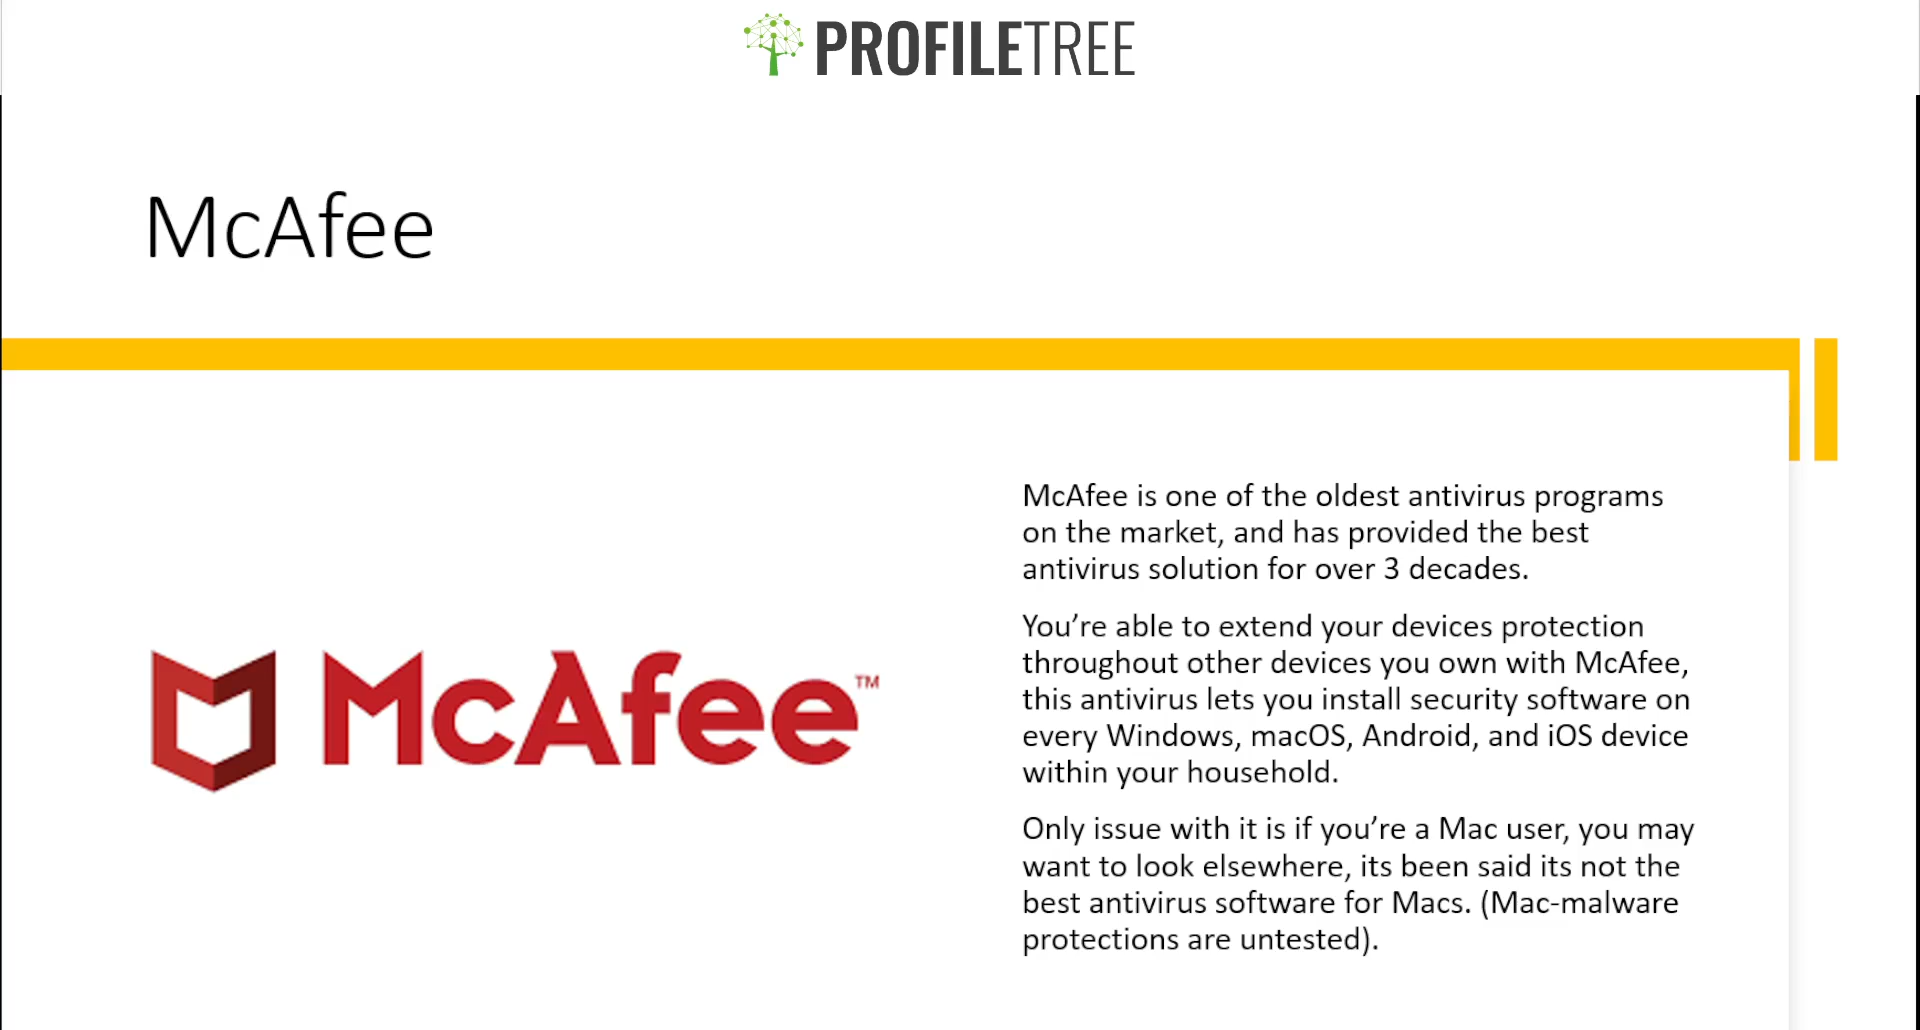 PROFILETREE
McAfee
McAfee is one of the oldest antivirus programs
on the market, and has provided the best
antivirus solution for over 3 decades.
You’re able to extend your devices protection
throughout other devices you own with McAfee,
this antivirus lets you install security software on
every Windows, macOS, Android, and iOS device
within your household.
McAfee™
Only issue with it is if you’re a Mac user, you may
want to look elsewhere, its been said its not the
best antivirus software for Macs. (Mac-malware
protections are untested).